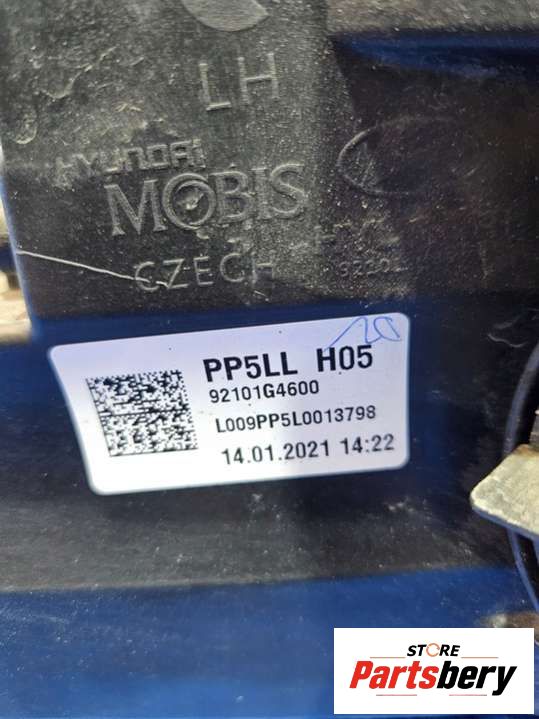 LH
HYUNDAI
MOBIS
CZECH
PP5LL H05
92101G4600
L009PP5L0013798
14.01.2021 14:22
STORE
Partsbery